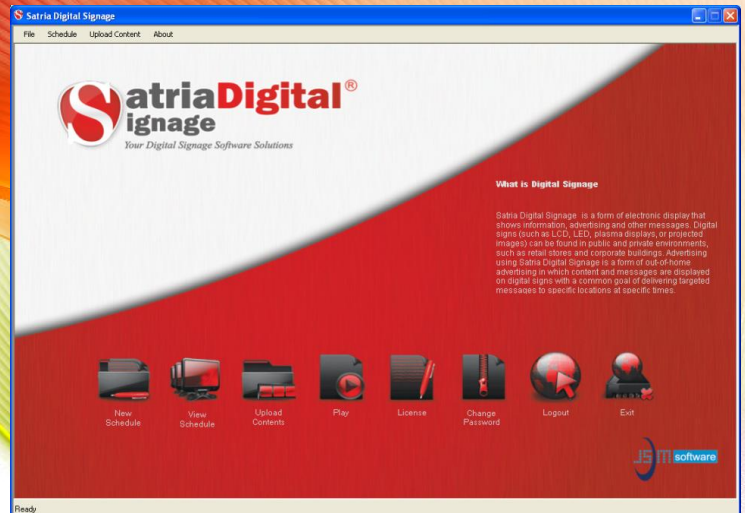 Satria Digital Signage
File Schedule Upload Content About
SatriaDigital®
ignage
Your Digital Signage Software Solutions
What is Digital Signage
Satria Digital Signage is a form of electronic display that
shows information, advertising and other messages. Digital
signs (such as LCD, LED, plasma displays, or projected
images) can be found in public and private environments,
such as retail stores and corporate buildings. Advertising
using Satria Digital Signage is a form of out-of-home
advertising in which content and messages are displayed
on digital signs with a common goal of delivering targeted
messages to specific locations at specific times.
New
Schedule
View
Schedule
Upload
Contents
Play
License
Change
Password
Logout
Exit
JSM software
Ready